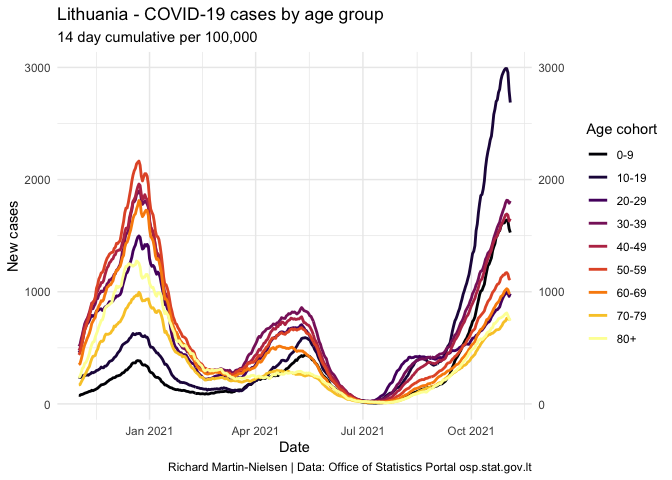 Lithuania - COVID-19 cases by age group
14 day cumulative per 100,000
3000
2000
1000
0
New cases
3000
2000
1000
0
Jan 2021 Apr 2021 Jul 2021 Oct 2021
Date
Age cohort
0-9
10-19
20-29
30-39
40-49
50-59
60-69
70-79
80+
Richard Martin-Nielsen | Data: Office of Statistics Portal osp.stat.gov.lt